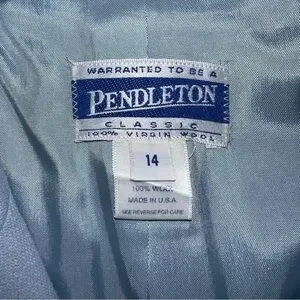 WARRANTED TO BE A
PENDLETON
CLASSIC
100% VIRGIN WOOL
14
100% WOOL
MADE IN U.S.A.
SEE REVERSE FOR CARE